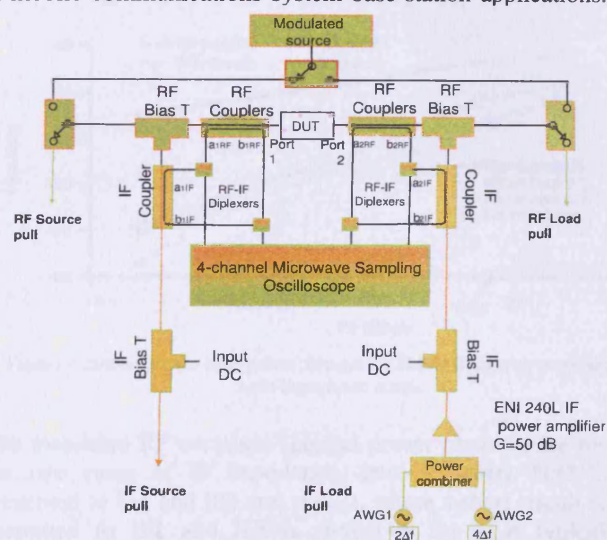 base-station applications.
Modulated
source
RF
Bias T
RF
Couplers
DUT
RF
Couplers
RF
Bias T
a1RF
b1RF
Port
1
Port
2
a2RF
b2RF
IF
Coupler
a1IF
b1IF
RF-IF
Diplexers
RF-IF
Diplexers
a2IF
b2IF
IF
Coupler
RF Source
pull
RF Load
pull
4-channel Microwave Sampling
Oscilloscope
IF
Bias T
Input
DC
Input
DC
IF
Bias T
ENI 240L IF
power amplifier
G=50 dB
Power
combiner
IF Source
pull
IF Load
pull
AWG1
AWG2
2Δf
4Δf